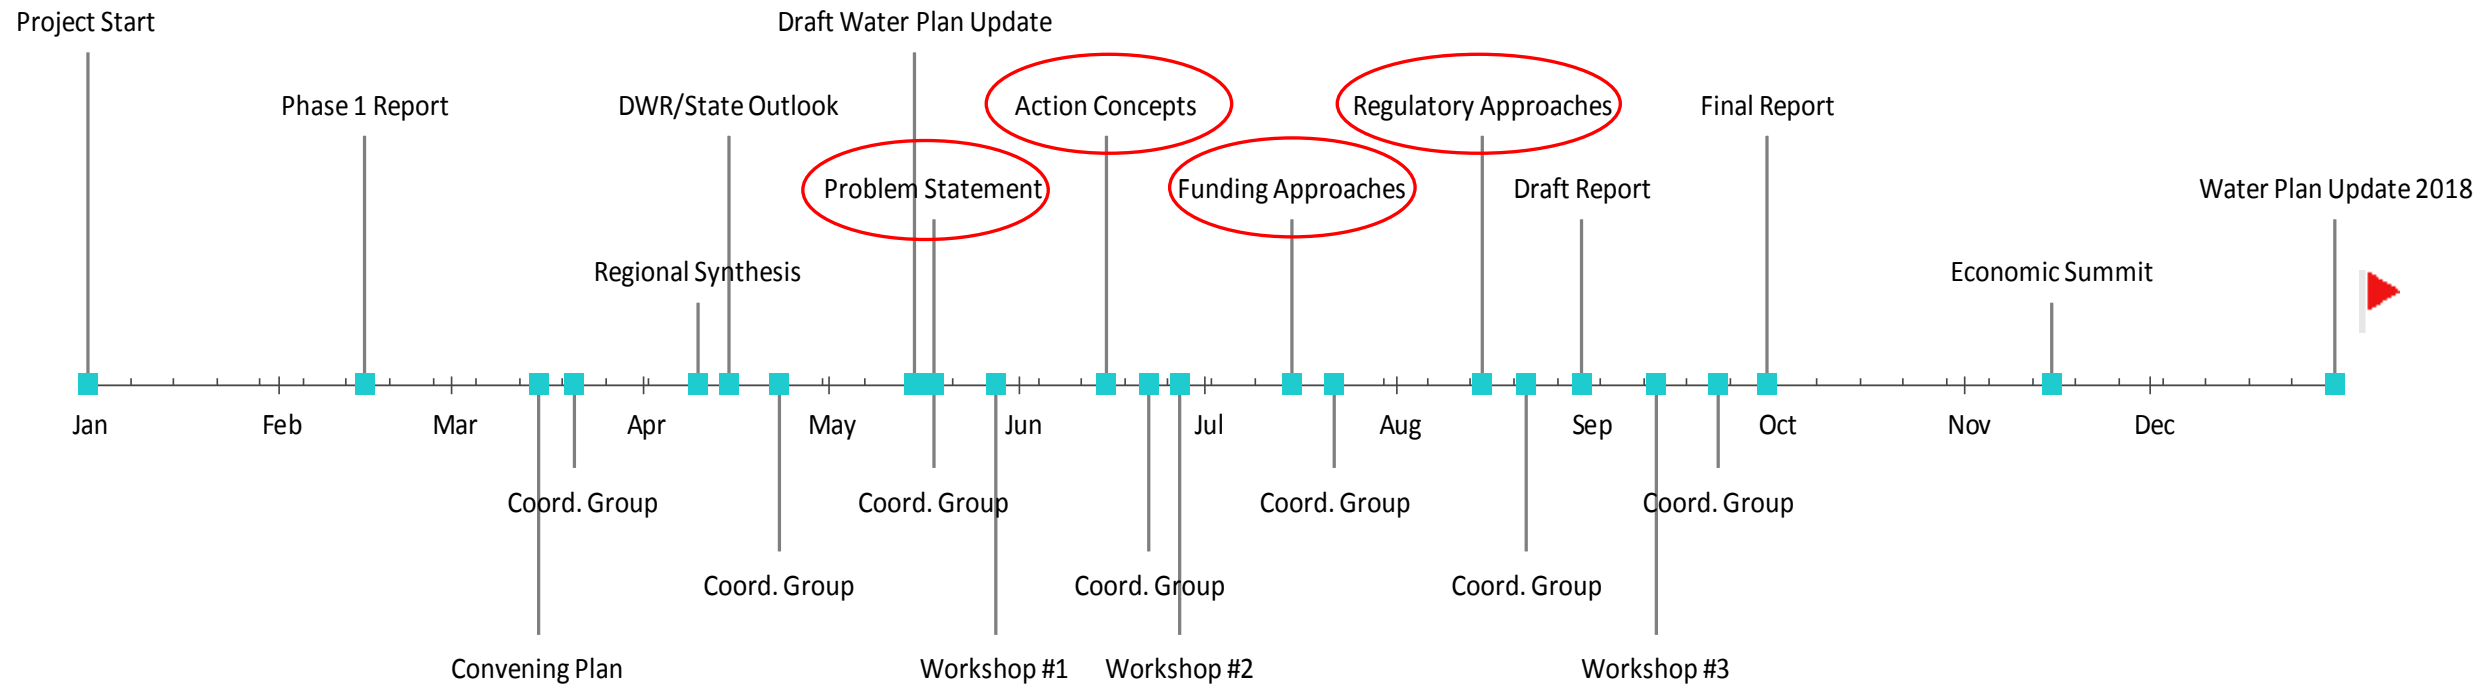 Project Start
Draft Water Plan Update
Phase 1 Report
DWR/State Outlook
Action Concepts
Regulatory Approaches
Final Report
Problem Statement
Funding Approaches
Draft Report
Water Plan Update 2018
Regional Synthesis
Economic Summit
Jan
Feb
Mar
Apr
May
Jun
Jul
Aug
Sep
Oct
Nov
Dec
Coord. Group
Coord. Group
Coord. Group
Coord. Group
Coord. Group
Coord. Group
Coord. Group
Convening Plan
Workshop #1
Workshop #2
Workshop #3